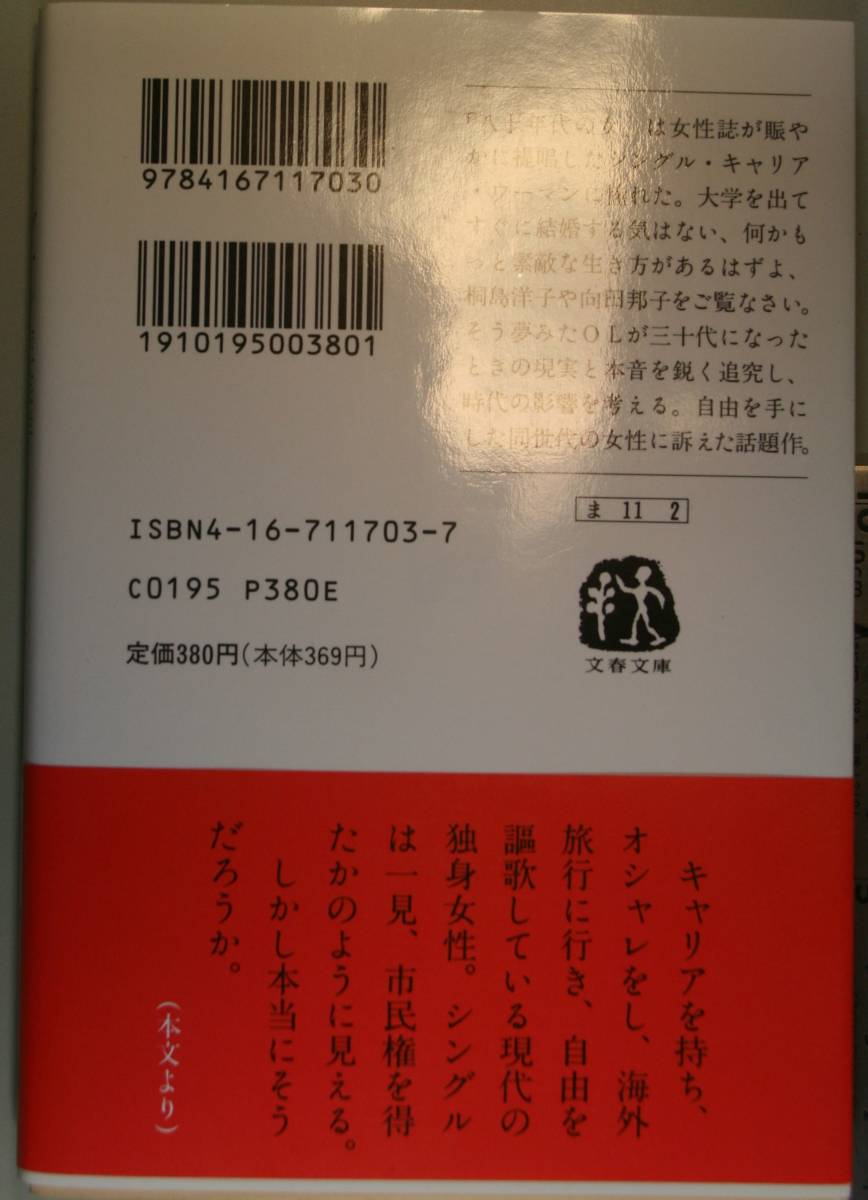 9784167117030
1910195003801
「八十年代の女」は女性誌が賑や
かに提唱したシングル・キャリア
・ウーマンに憧れた。大学を出て
すぐに結婚する気はない、何かも
っと素敵な生き方があるはずよ、
桐島洋子や向田邦子をご覧なさい。
そう夢みたOLが三十代になった
ときの現実と本音を鋭く追究し、
時代の影響を考える。自由を手に
した同世代の女性に訴えた話題作。
ま 11 2
ISBN4-16-711703-7
C0195 P380E
定価380円(本体369円)
文春文庫
キャリアを持ち、
オシャレをし、海外
旅行に行き、自由を
謳歌している現代の
独身女性。シングル
は一見、市民権を得
たかのように見える。
しかし本当にそう
だろうか。
(本文より)